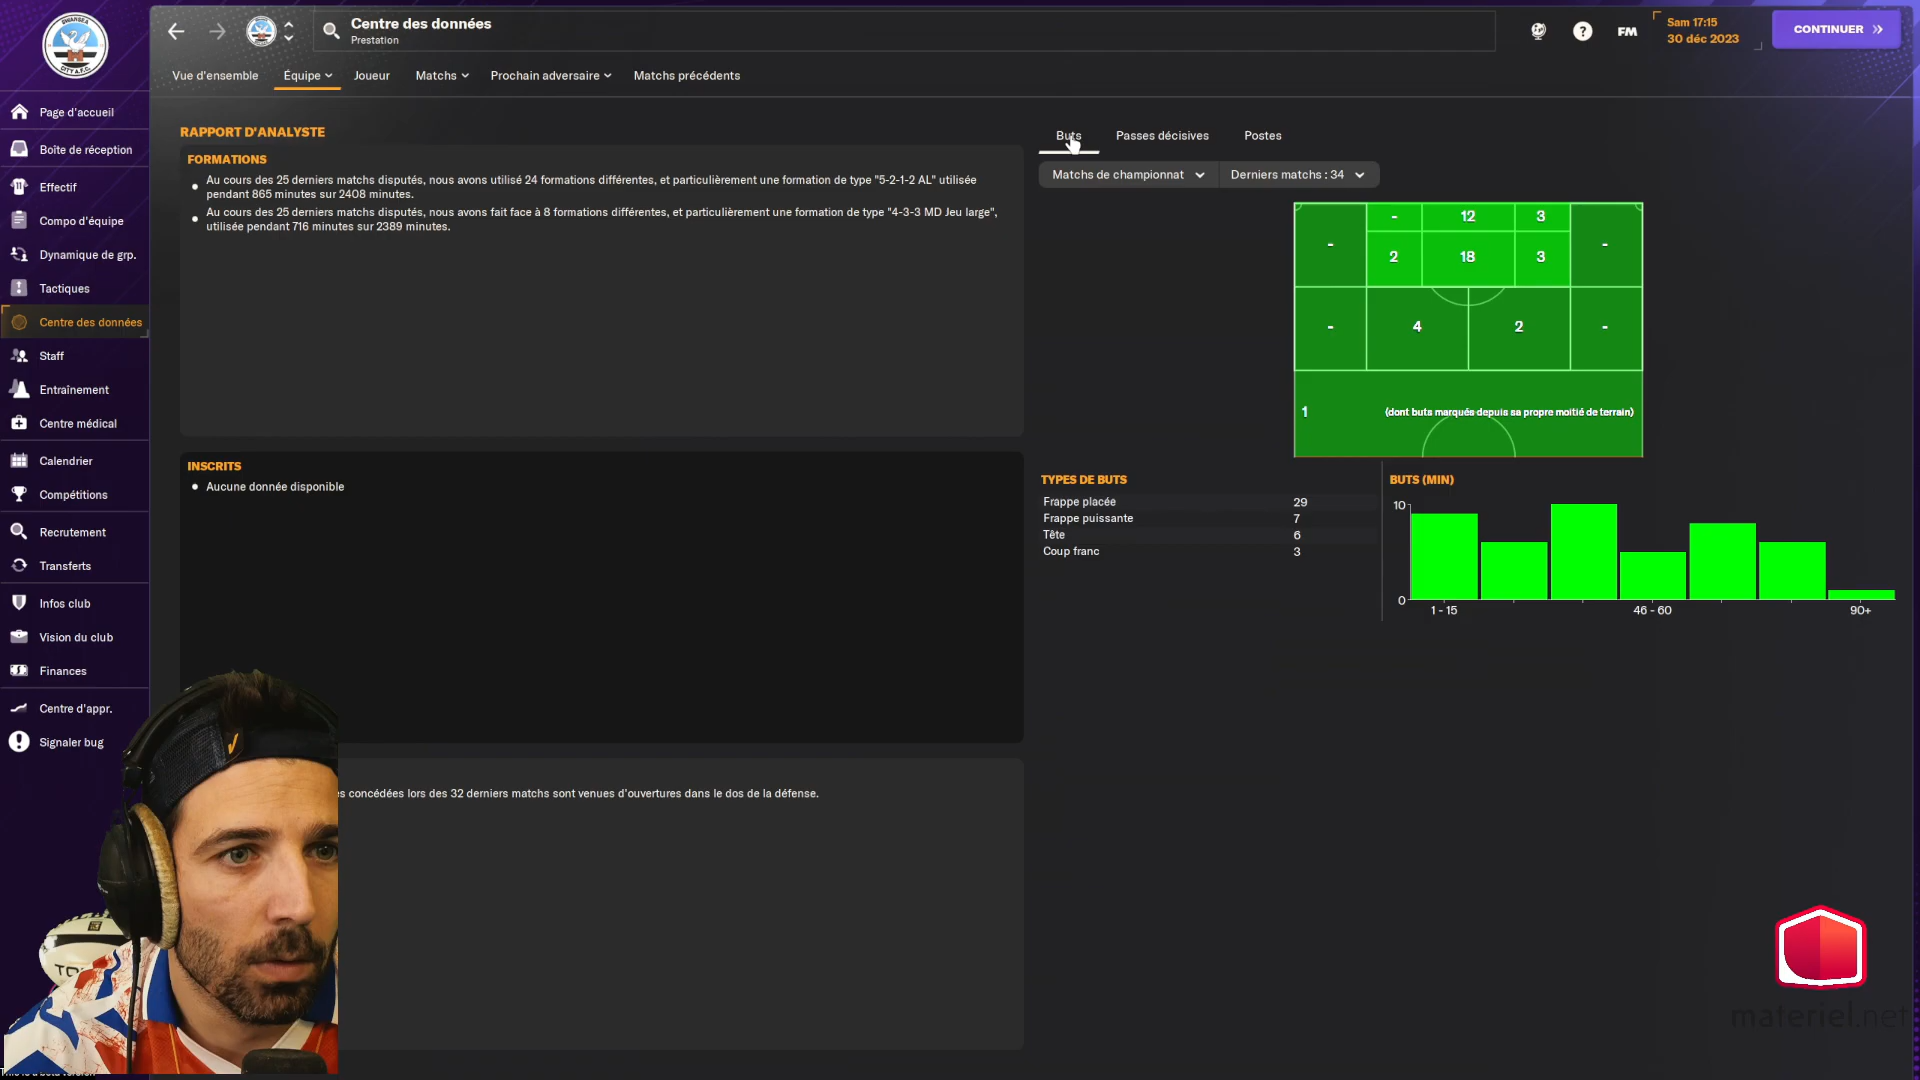 SWANSEA
CITY A.F.C.
Centre des données
Prestation
FM
Sam 17:15
30 déc 2023
CONTINUER
Vue d'ensemble
Équipe
Joueur
Matchs
Prochain adversaire
Matchs précédents
Page d'accueil
Boîte de réception
Effectif
Compo d'équipe
Dynamique de grp.
Tactiques
Centre des données
Staff
Entraînement
Centre médical
Calendrier
Compétitions
Recrutement
Transferts
Infos club
Vision du club
Finances
Centre d'appr.
Signaler bug
RAPPORT D'ANALYSTE
FORMATIONS
Au cours des 25 derniers matchs disputés, nous avons utilisé 24 formations différentes, et particulièrement une formation de type "5-2-1-2 AL" utilisée
pendant 865 minutes sur 2408 minutes.
Au cours des 25 derniers matchs disputés, nous avons fait face à 8 formations différentes, et particulièrement une formation de type "4-3-3 MD Jeu large",
utilisée pendant 716 minutes sur 2389 minutes.
INSCRITS
Aucune donnée disponible
es concédées lors des 32 derniers matchs sont venues d'ouvertures dans le dos de la défense.
Buts
Passes décisives
Postes
Matchs de championnat
Derniers matchs : 34
- 12 3
- 2 18 3 -
- 4 2 -
1 (dont buts marqués depuis sa propre moitié de terrain)
TYPES DE BUTS
Frappe placée 29
Frappe puissante 7
Tête 6
Coup franc 3
BUTS (MIN)
10
0
1 - 15
46 - 60
90+
materiel.net